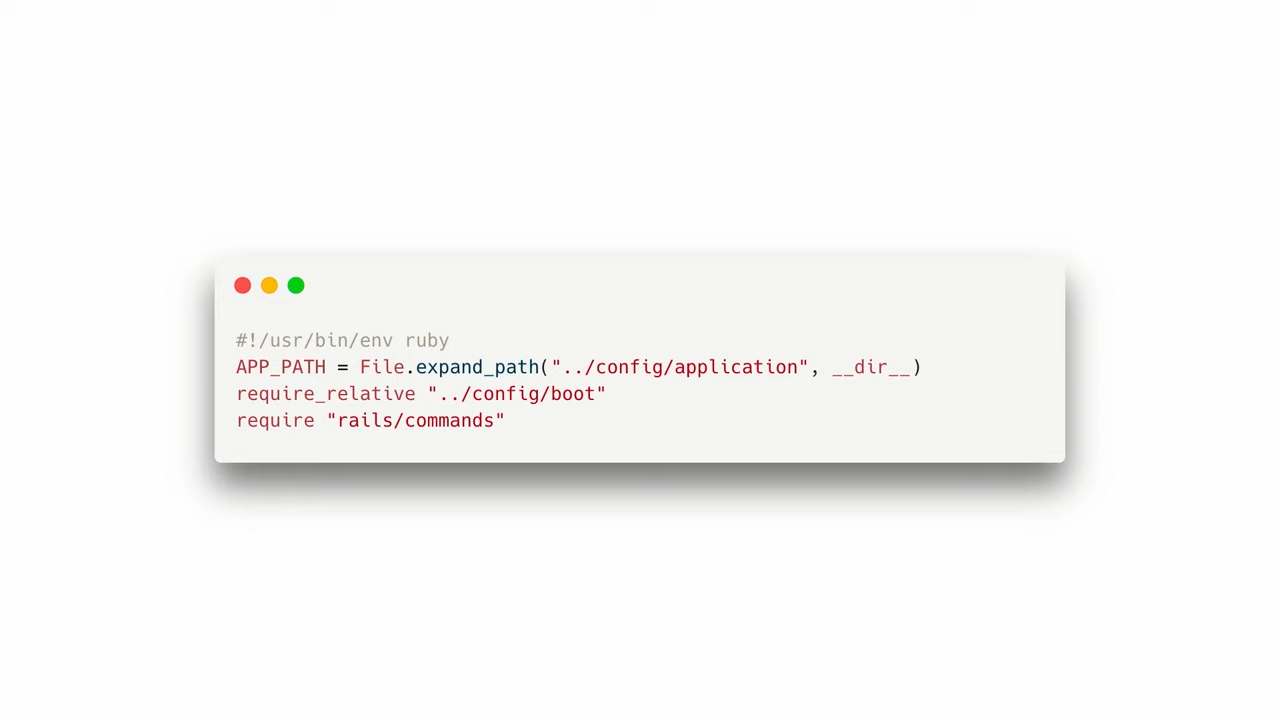 #!/usr/bin/env ruby
APP_PATH = File.expand_path("../config/application", __dir__)
require_relative "../config/boot"
require "rails/commands"